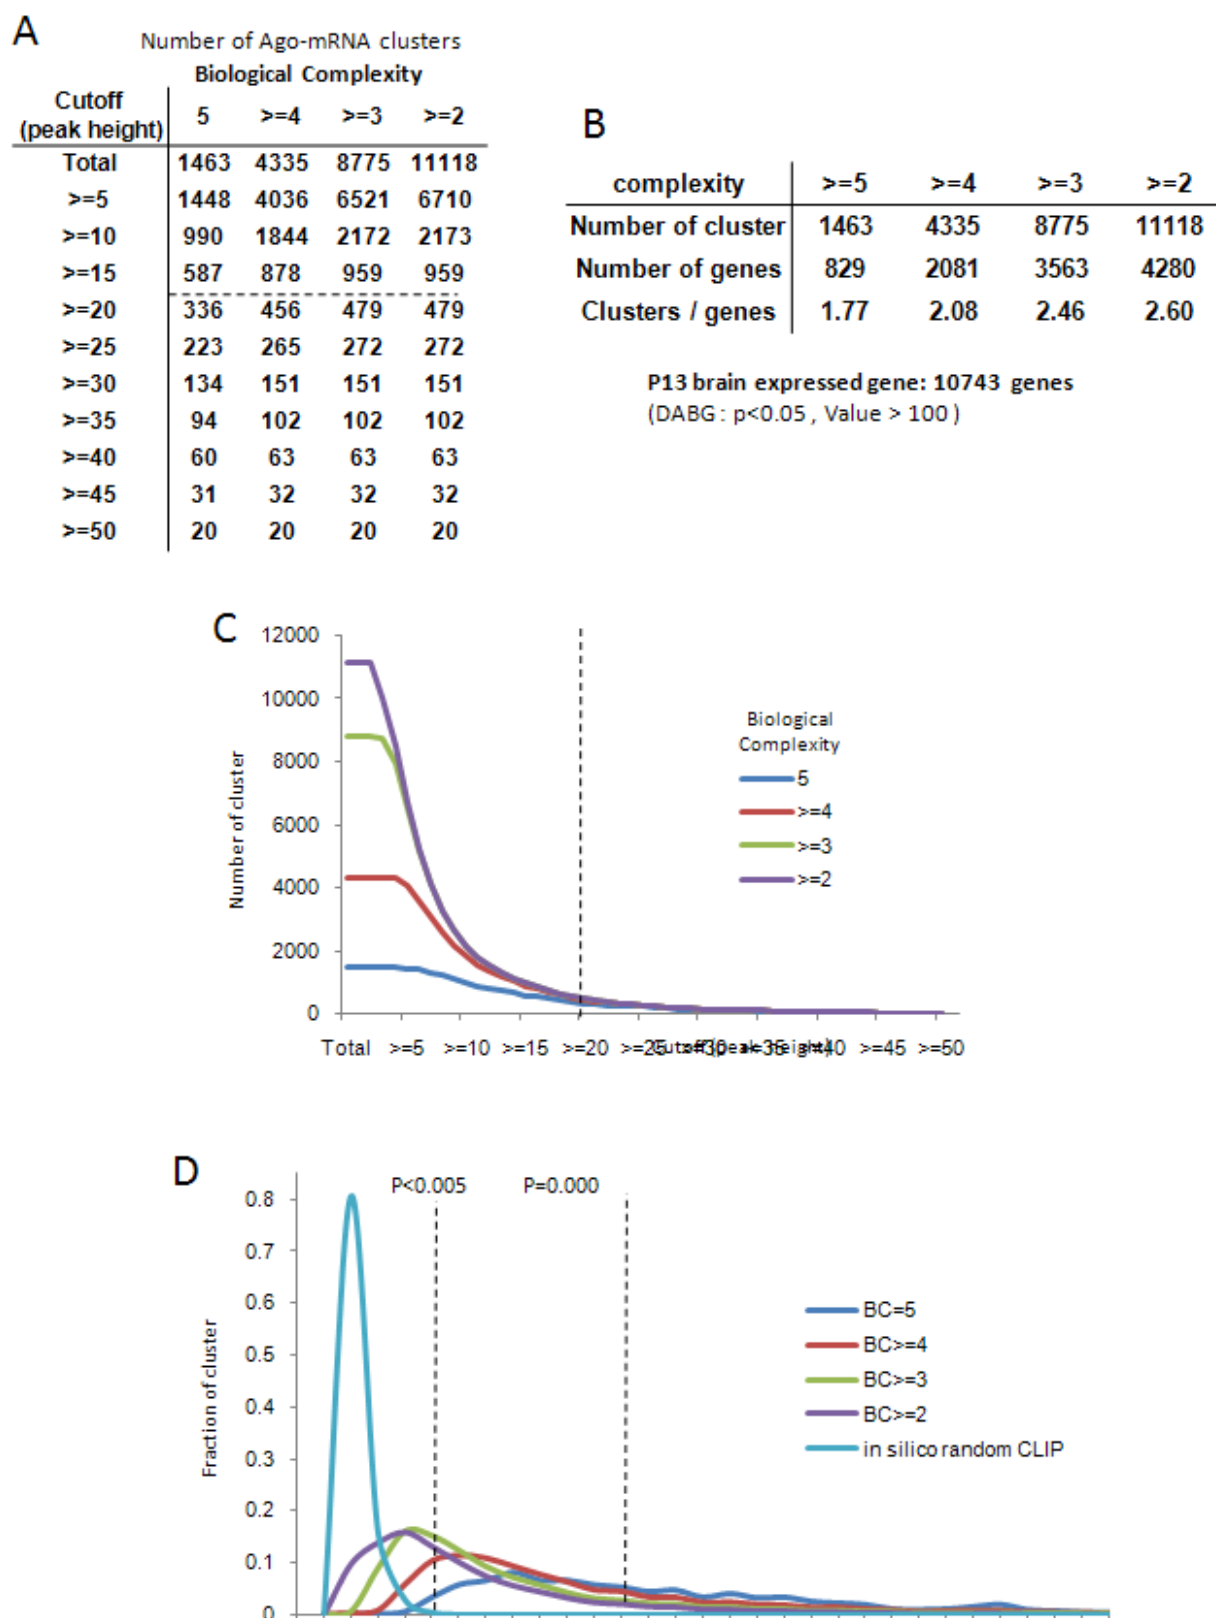 A
Number of Ago-mRNA clusters
Biological Complexity
Cutoff
(peak height) 5 >=4 >=3 >=2
Total 1463 4335 8775 11118
>=5 1448 4036 6521 6710
>=10 990 1844 2172 2173
>=15 587 878 959 959
>=20 336 456 479 479
>=25 223 265 272 272
>=30 134 151 151 151
>=35 94 102 102 102
>=40 60 63 63 63
>=45 31 32 32 32
>=50 20 20 20 20
B
complexity >=5 >=4 >=3 >=2
Number of cluster 1463 4335 8775 11118
Number of genes 829 2081 3563 4280
Clusters / genes 1.77 2.08 2.46 2.60
P13 brain expressed gene: 10743 genes
(DABG : p<0.05 , Value > 100 )
C
12000
10000
8000
6000
4000
2000
0
Number of cluster
Biological
Complexity
5
>=4
>=3
>=2
Total >=5 >=10 >=15 >=20 >=25 >=30 >=35 >=40 >=45 >=50
Cutoff (peak height)
D
P<0.005 P=0.000
0.8
0.7
0.6
0.5
0.4
0.3
0.2
0.1
0
Fraction of cluster
BC=5
BC>=4
BC>=3
BC>=2
in silico random CLIP